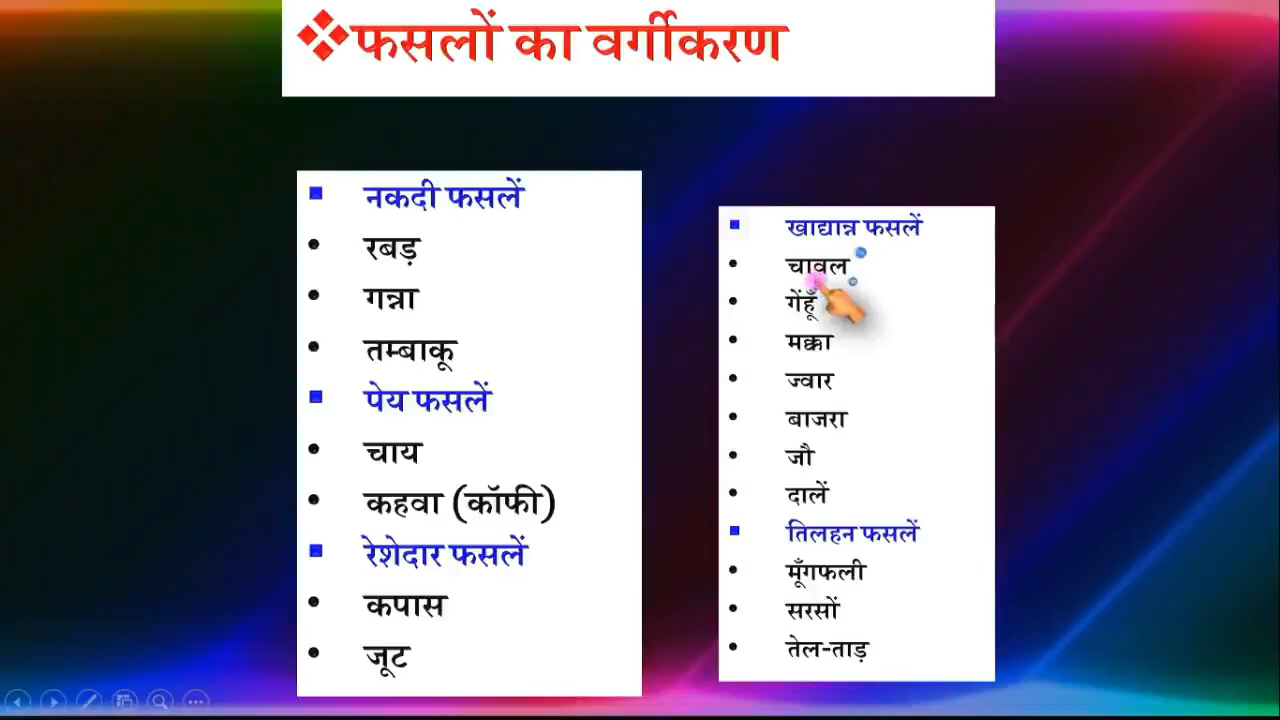 फसलों का वर्गीकरण
नकदी फसलें
रबड़
गन्ना
तम्बाकू
पेय फसलें
चाय
कहवा (कॉफी)
रेशेदार फसलें
कपास
जूट
खाद्यान्न फसलें
चावल
गेंहूँ
मक्का
ज्वार
बाजरा
जौ
दालें
तिलहन फसलें
मूँगफली
सरसों
तेल-ताड़